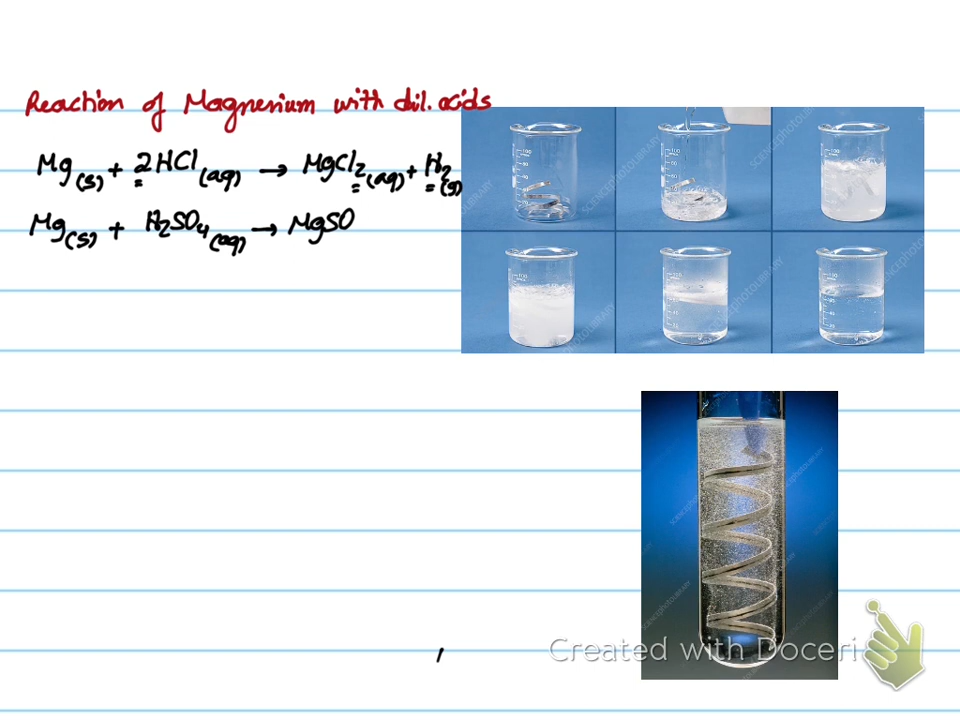 Reaction of Magnesium with dil. acids
Mg(s) + 2HCl(aq) → MgCl2(aq) + H2(g)
Mg(s) + H2SO4(aq) → MgSO
Created with Doceri